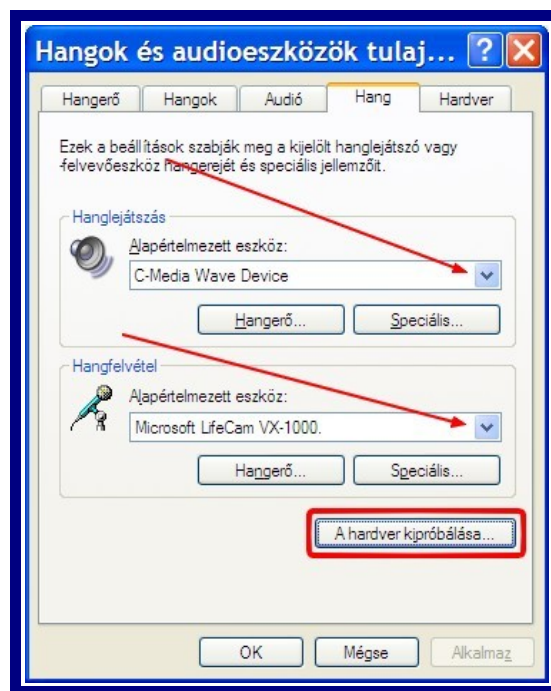 Hangok és audioeszközök tulaj...
Hangerő Hangok Audió Hang Hardver
Ezek a beállítások szabják meg a kijelölt hanglejátszó vagy
-felvevőeszköz hangerejét és speciális jellemzőit.
Hanglejátszás
Alapértelmezett eszköz:
C-Media Wave Device
Hangerő... Speciális...
Hangfelvétel
Alapértelmezett eszköz:
Microsoft LifeCam VX-1000.
Hangerő... Speciális...
A hardver kipróbálása...
OK Mégse Alkalmaz